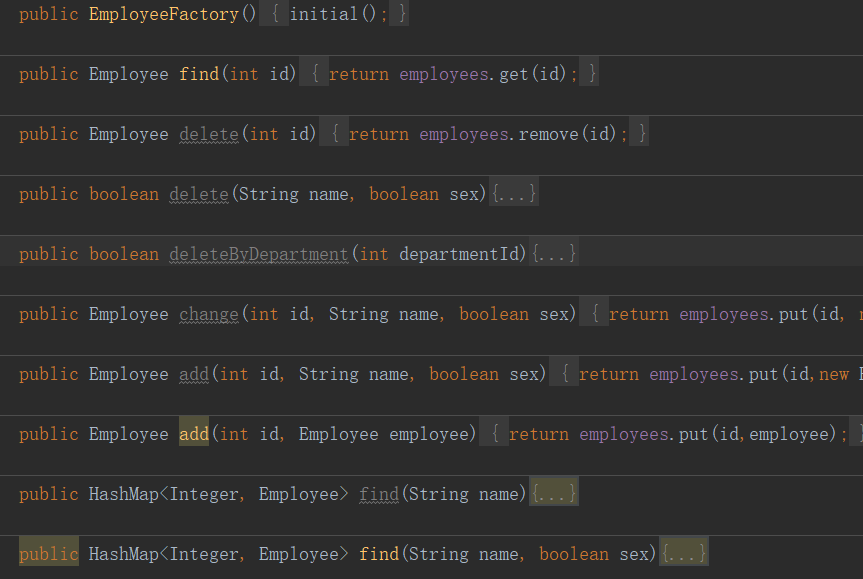 public EmployeeFactory() { initial(); }
public Employee find(int id) { return employees.get(id); }
public Employee delete(int id) { return employees.remove(id); }
public boolean delete(String name, boolean sex){...}
public boolean deleteByDepartment(int departmentId){...}
public Employee change(int id, String name, boolean sex) { return employees.put(id,
public Employee add(int id, String name, boolean sex) { return employees.put(id,new
public Employee add(int id, Employee employee) { return employees.put(id,employee); }
public HashMap<Integer, Employee> find(String name){...}
public HashMap<Integer, Employee> find(String name, boolean sex){...}